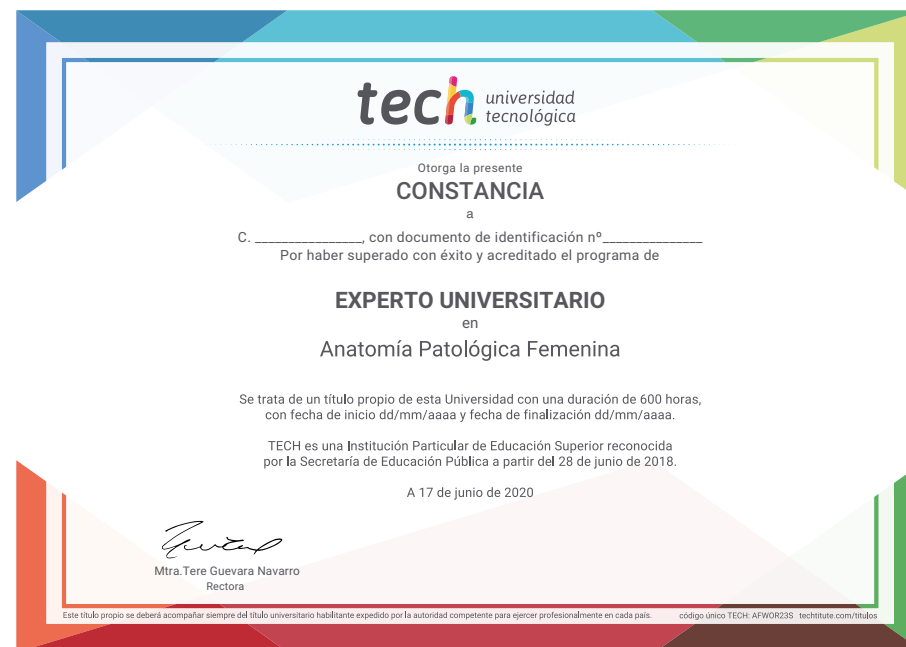 tech universidad
tecnológica
Otorga la presente
CONSTANCIA
a
C. ________________, con documento de identificación nº_______________
Por haber superado con éxito y acreditado el programa de
EXPERTO UNIVERSITARIO
en
Anatomía Patológica Femenina
Se trata de un título propio de esta Universidad con una duración de 600 horas,
con fecha de inicio dd/mm/aaaa y fecha de finalización dd/mm/aaaa.
TECH es una Institución Particular de Educación Superior reconocida
por la Secretaría de Educación Pública a partir del 28 de junio de 2018.
A 17 de junio de 2020
Mtra.Tere Guevara Navarro
Rectora
Este título propio se deberá acompañar siempre del título universitario habilitante expedido por la autoridad competente para ejercer profesionalmente en cada país. código único TECH: AFWOR23S techtitute.com/titulos